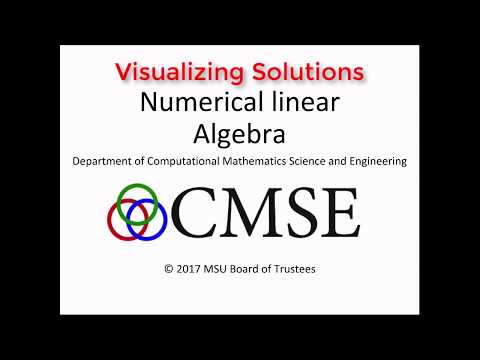 Visualizing Solutions
Numerical linear
Algebra
Department of Computational Mathematics Science and Engineering
CMSE
© 2017 MSU Board of Trustees